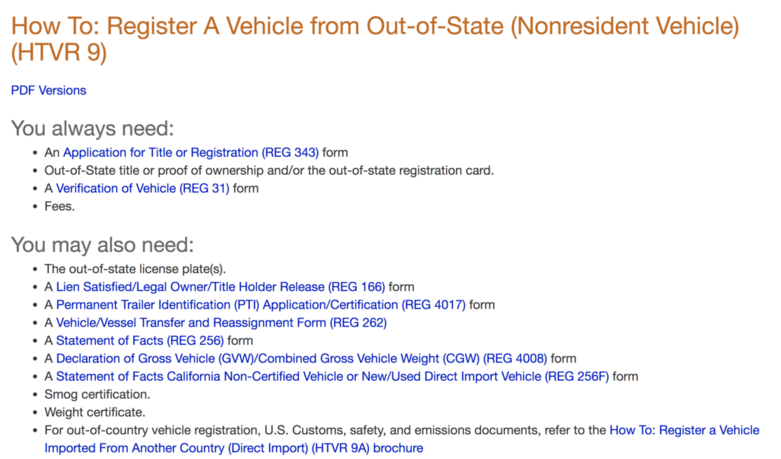 How To: Register A Vehicle from Out-of-State (Nonresident Vehicle)
(HTVR 9)
PDF Versions
You always need:
• An Application for Title or Registration (REG 343) form
• Out-of-State title or proof of ownership and/or the out-of-state registration card.
• A Verification of Vehicle (REG 31) form
• Fees.
You may also need:
• The out-of-state license plate(s).
• A Lien Satisfied/Legal Owner/Title Holder Release (REG 166) form
• A Permanent Trailer Identification (PTI) Application/Certification (REG 4017) form
• A Vehicle/Vessel Transfer and Reassignment Form (REG 262)
• A Statement of Facts (REG 256) form
• A Declaration of Gross Vehicle (GVW)/Combined Gross Vehicle Weight (CGW) (REG 4008) form
• A Statement of Facts California Non-Certified Vehicle or New/Used Direct Import Vehicle (REG 256F) form
• Smog certification.
• Weight certificate.
• For out-of-country vehicle registration, U.S. Customs, safety, and emissions documents, refer to the How To: Register a Vehicle
Imported From Another Country (Direct Import) (HTVR 9A) brochure